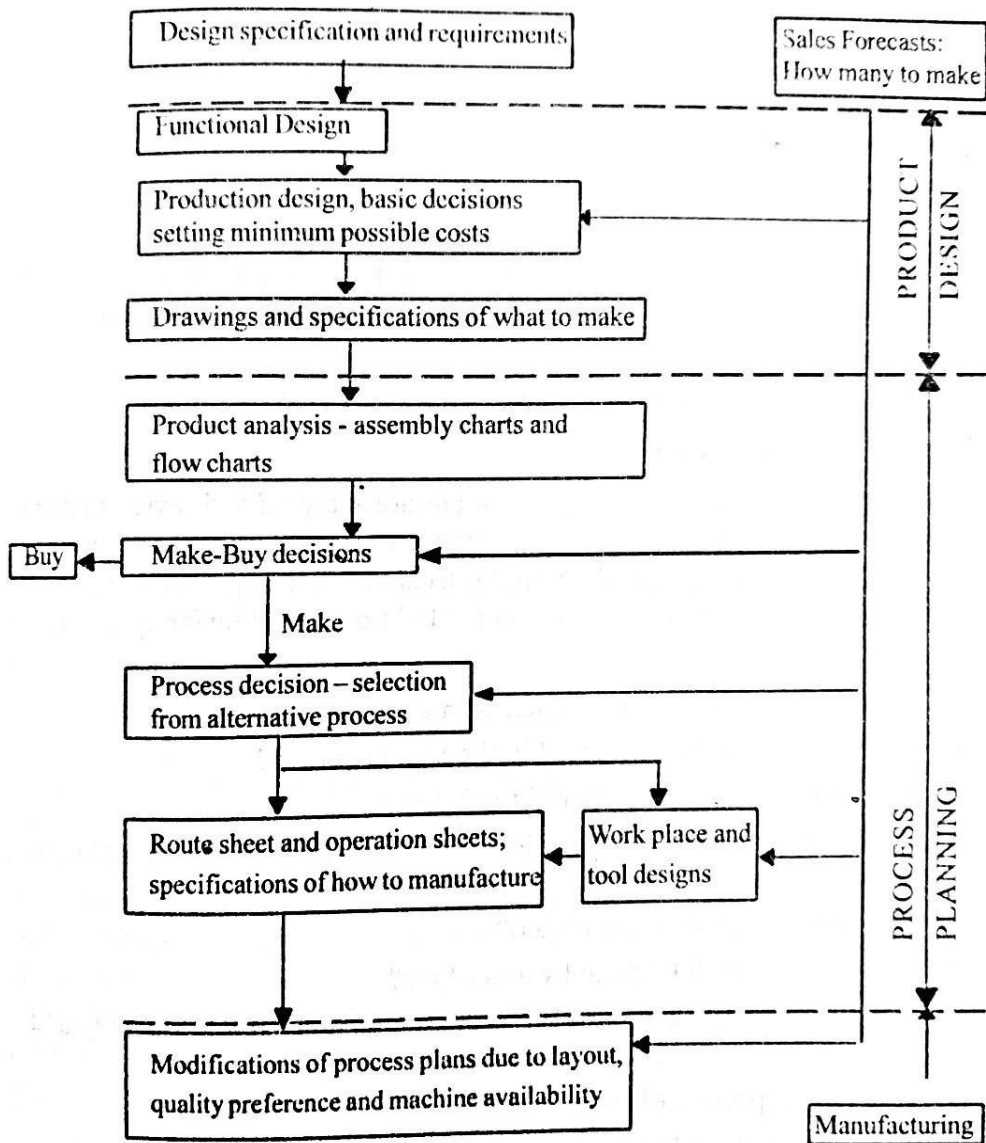 Design specification and requirements
Sales Forecasts:
How many to make
Functional Design
Production design, basic decisions
setting minimum possible costs
PRODUCT
DESIGN
Drawings and specifications of what to make
Product analysis - assembly charts and
flow charts
Buy
Make-Buy decisions
Make
Process decision – selection
from alternative process
Route sheet and operation sheets;
specifications of how to manufacture
Work place and
tool designs
PROCESS
PLANNING
Modifications of process plans due to layout,
quality preference and machine availability
Manufacturing